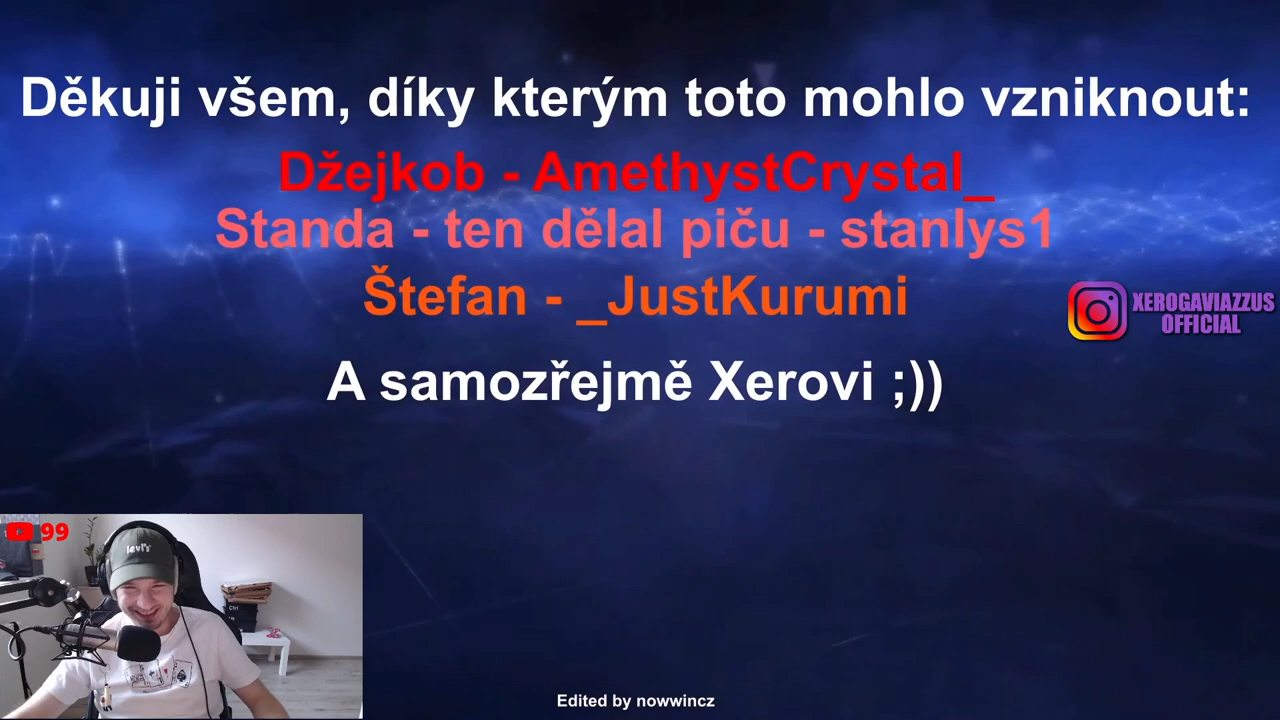 Děkuji všem, díky kterým toto mohlo vzniknout:
Džejkob - AmethystCrystal_
Standa - ten dělal piču - stanlys1
Štefan - _JustKurumi
XEROGAVIAZZUS
OFFICIAL
A samozřejmě Xerovi ;))
99
levi's
Ctrl
Edited by nowwincz